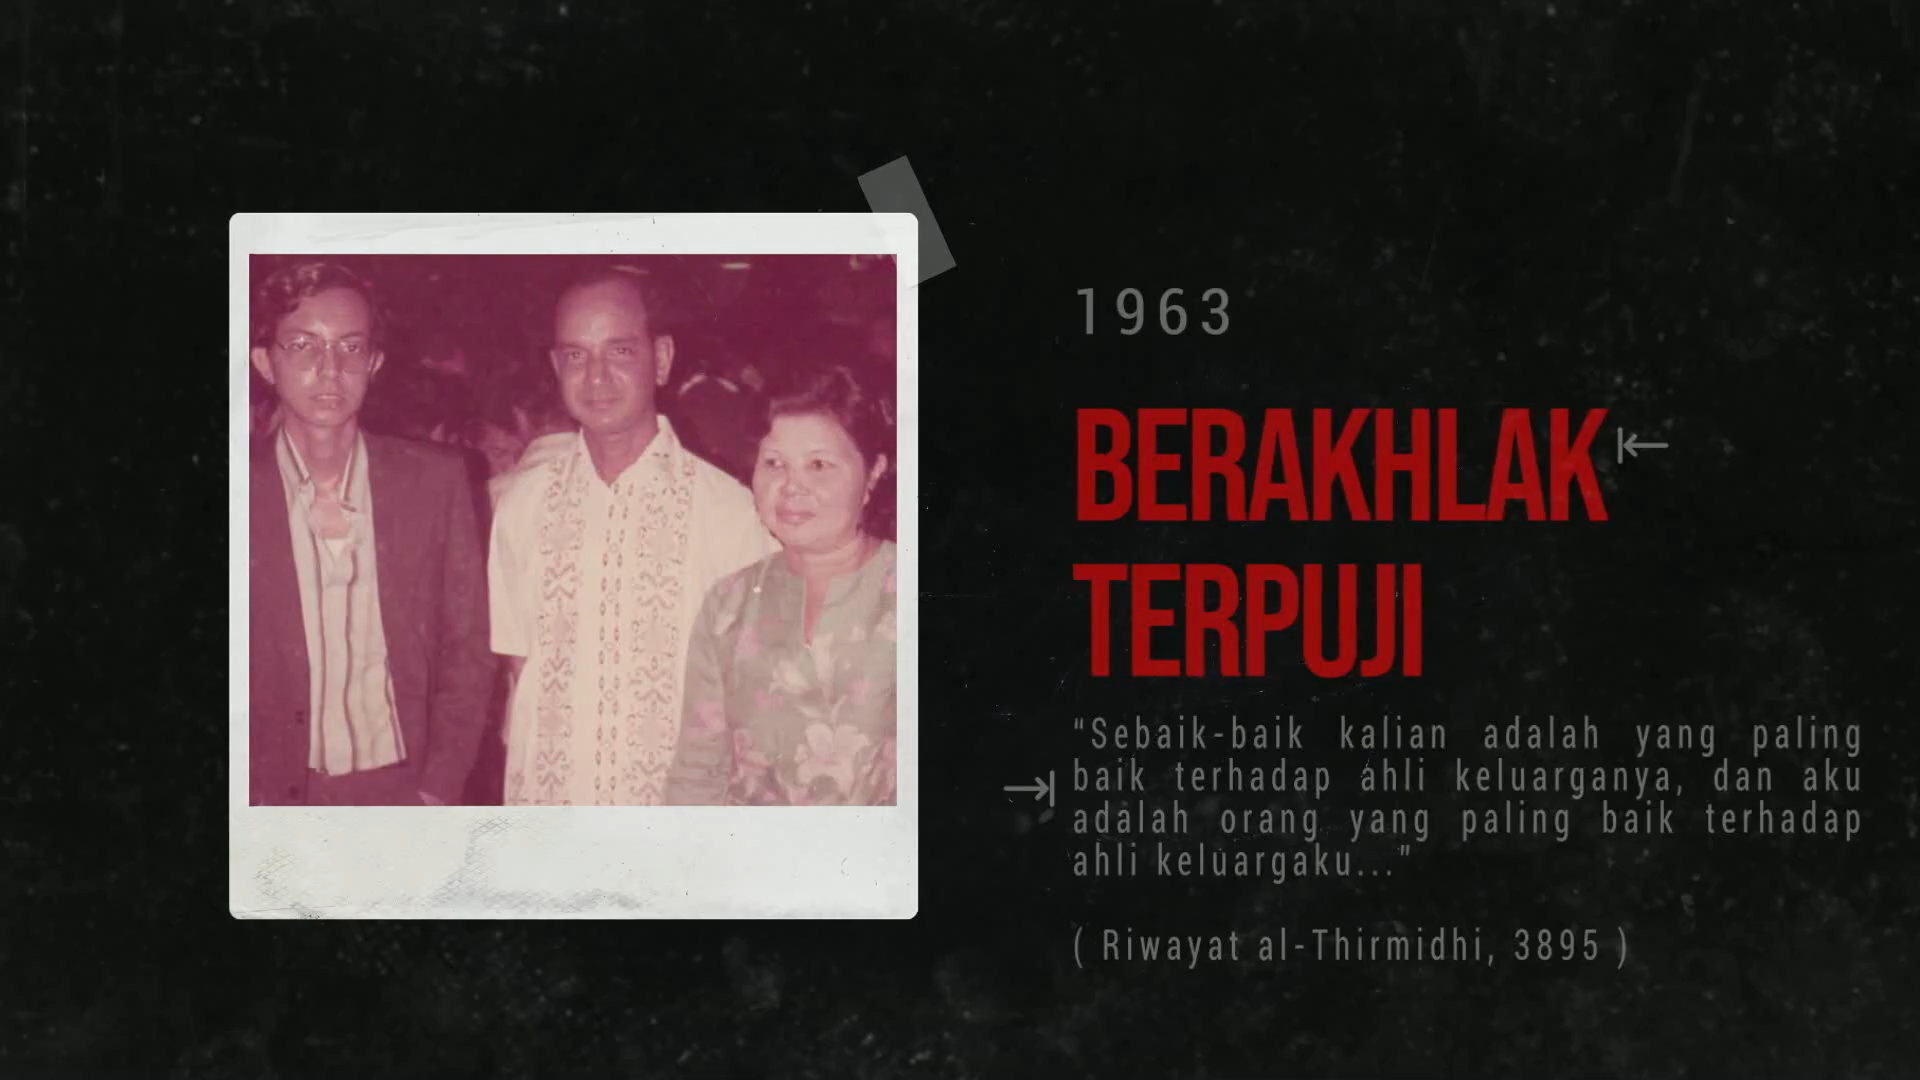 1963
BERAKHLAK
TERPUJI
“Sebaik-baik kalian adalah yang paling
baik terhadap ahli keluarganya, dan aku
adalah orang yang paling baik terhadap
ahli keluargaku...”
( Riwayat al-Thirmidhi, 3895 )